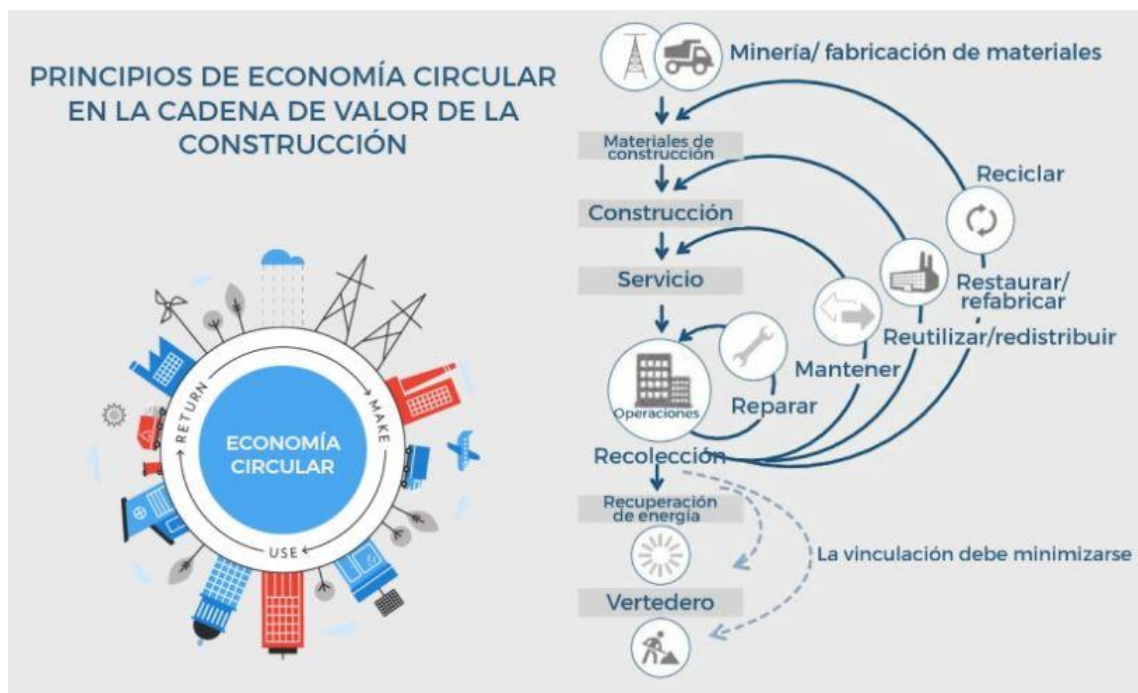 PRINCIPIOS DE ECONOMÍA CIRCULAR
EN LA CADENA DE VALOR DE LA
CONSTRUCCIÓN
RETURN
MAKE
USE
ECONOMÍA
CIRCULAR
Minería/ fabricación de materiales
Materiales de
construcción
Construcción
Servicio
Operaciones
Recolección
Recuperación
de energía
Vertedero
Reciclar
Restaurar/
refabricar
Reutilizar/redistribuir
Mantener
Reparar
La vinculación debe minimizarse